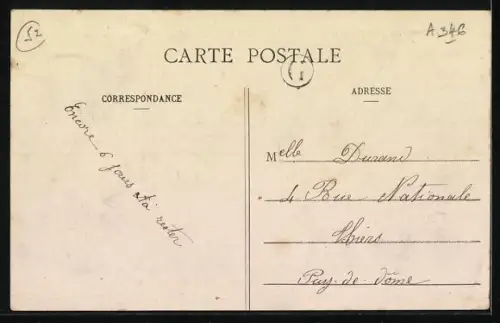 52
A 346
CARTE POSTALE
1
CORRESPONDANCE
ADRESSE
Encore 6 jours à rester
Melle Durand
4 Rue Nationale
Thiers
Puy-de-Dôme